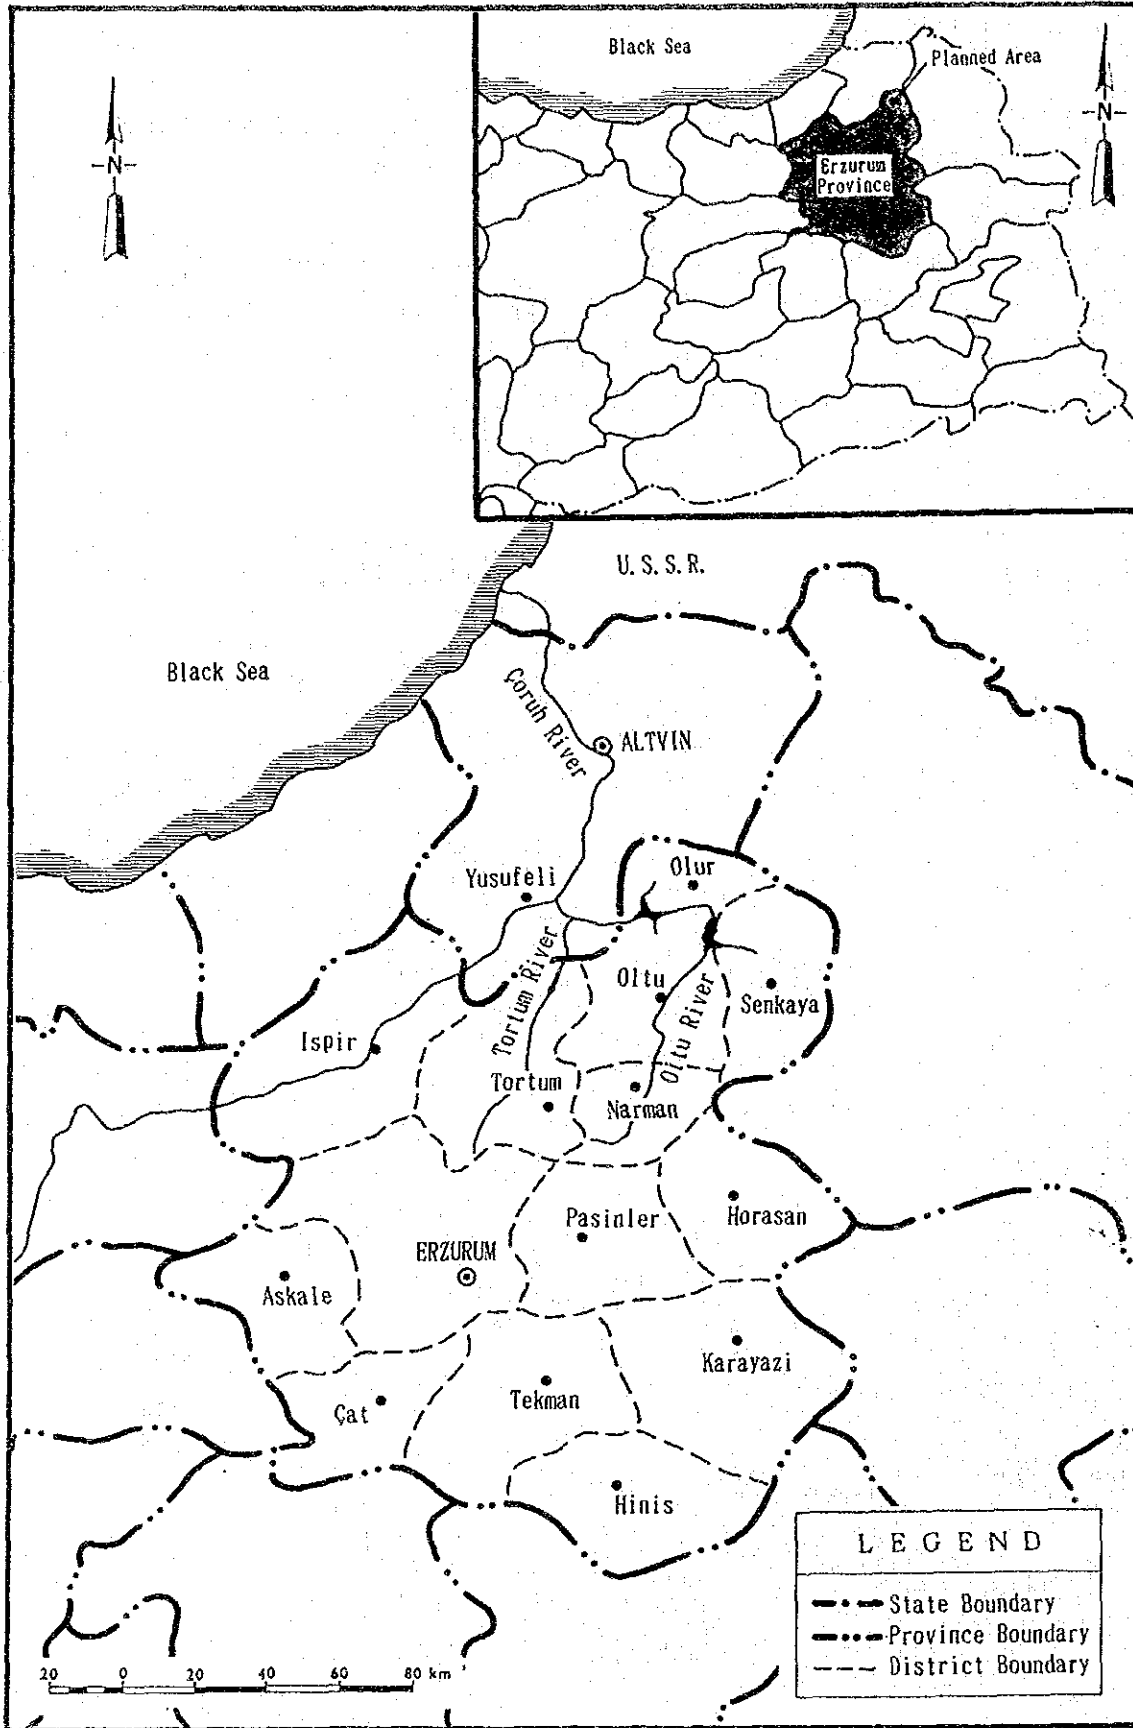 Black Sea
Planned Area
N
N
Erzurum
Province
U.S.S.R.
Black Sea
Çoruh River
ALTVIN
Yusufeli
Olur
Tortum River
Oltu
Oltu River
Senkaya
Ispir
Tortum
Narman
Pasinler
Horasan
ERZURUM
Askale
Karayazi
Çat
Tekman
Hinis
LEGEND
State Boundary
Province Boundary
District Boundary
20 0 20 40 60 80 km